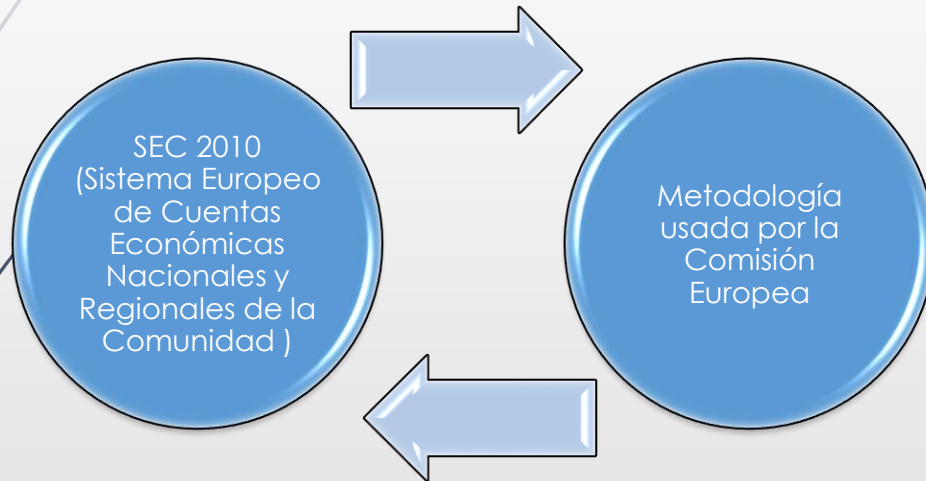 SEC 2010
(Sistema Europeo
de Cuentas
Económicas
Nacionales y
Regionales de la
Comunidad )
Metodología
usada por la
Comisión
Europea